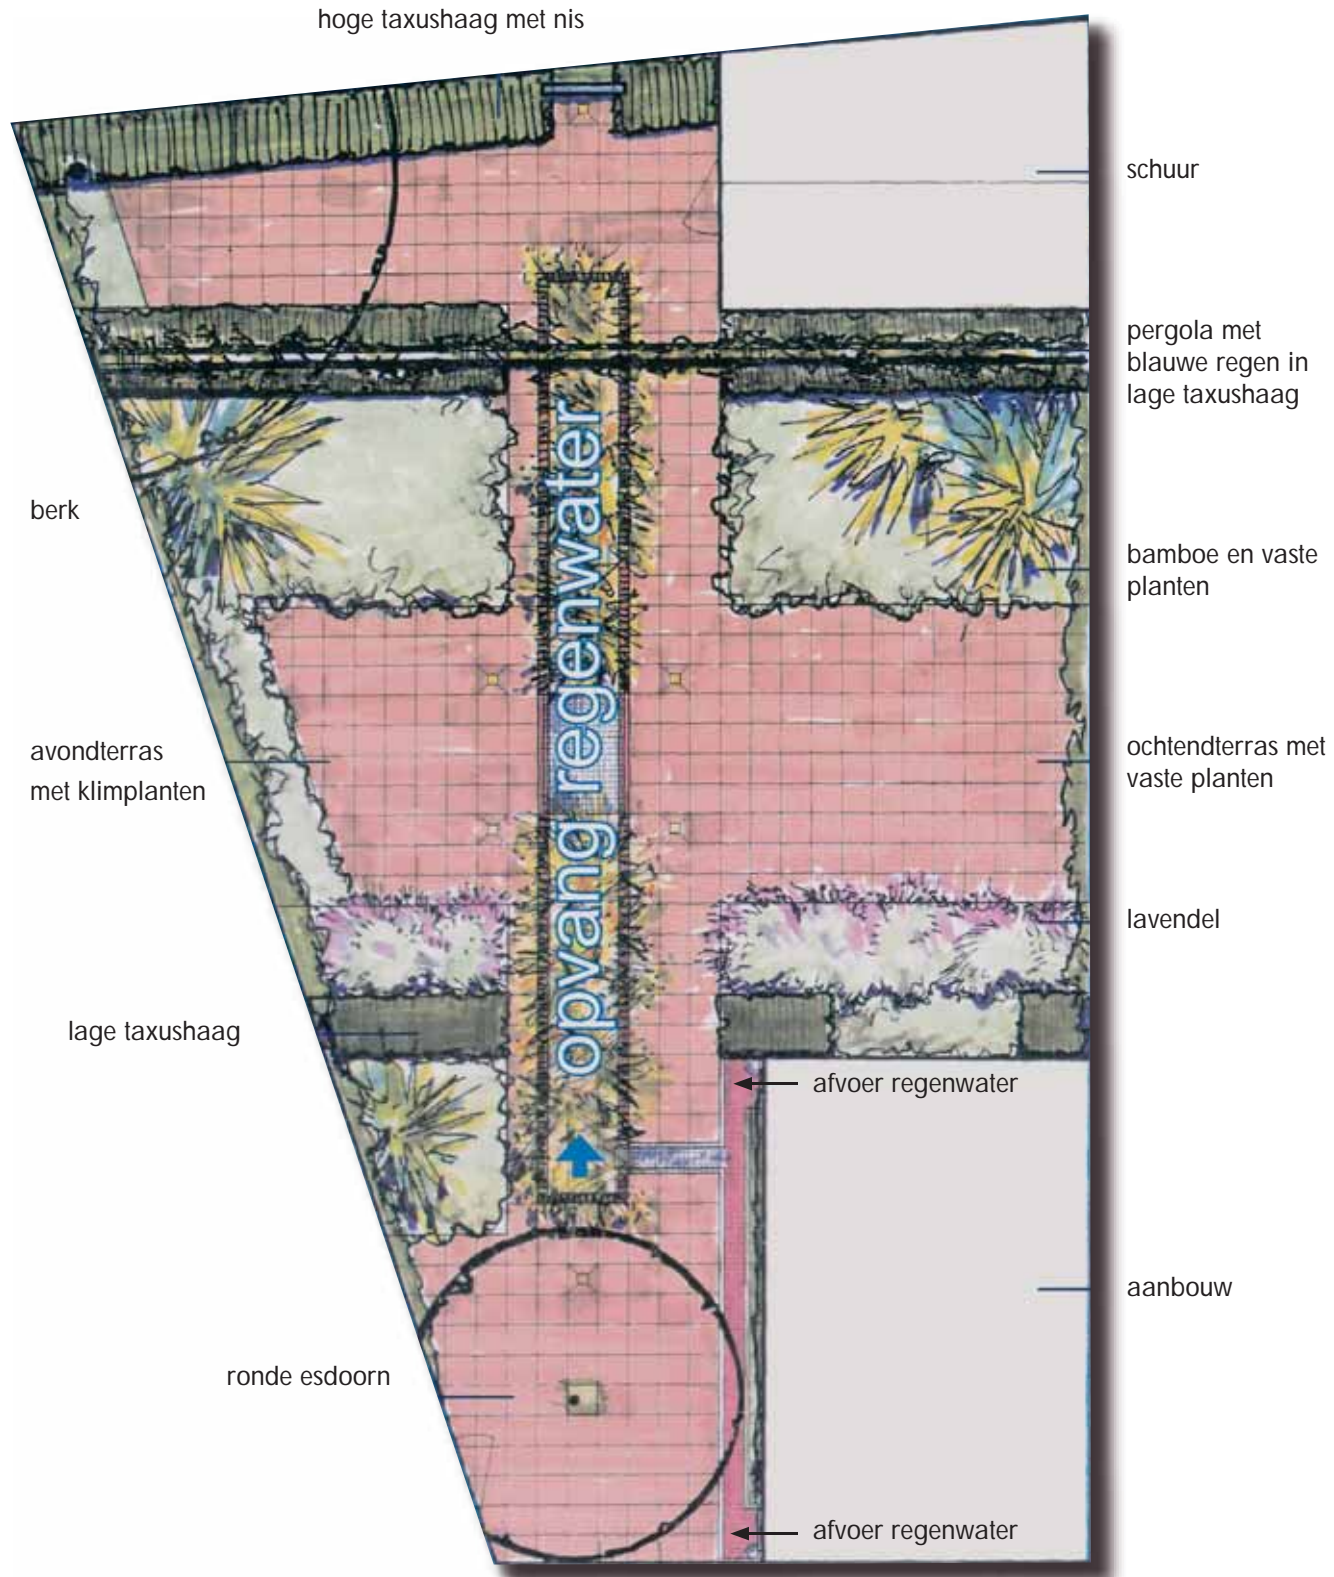 hoge taxushaag met nis
schuur
pergola met
blauwe regen in
lage taxushaag
berk
bamboe en vaste
planten
opvang regenwater
avondterras
met klimplanten
ochtendterras met
vaste planten
lavendel
lage taxushaag
afvoer regenwater
aanbouw
ronde esdoorn
afvoer regenwater